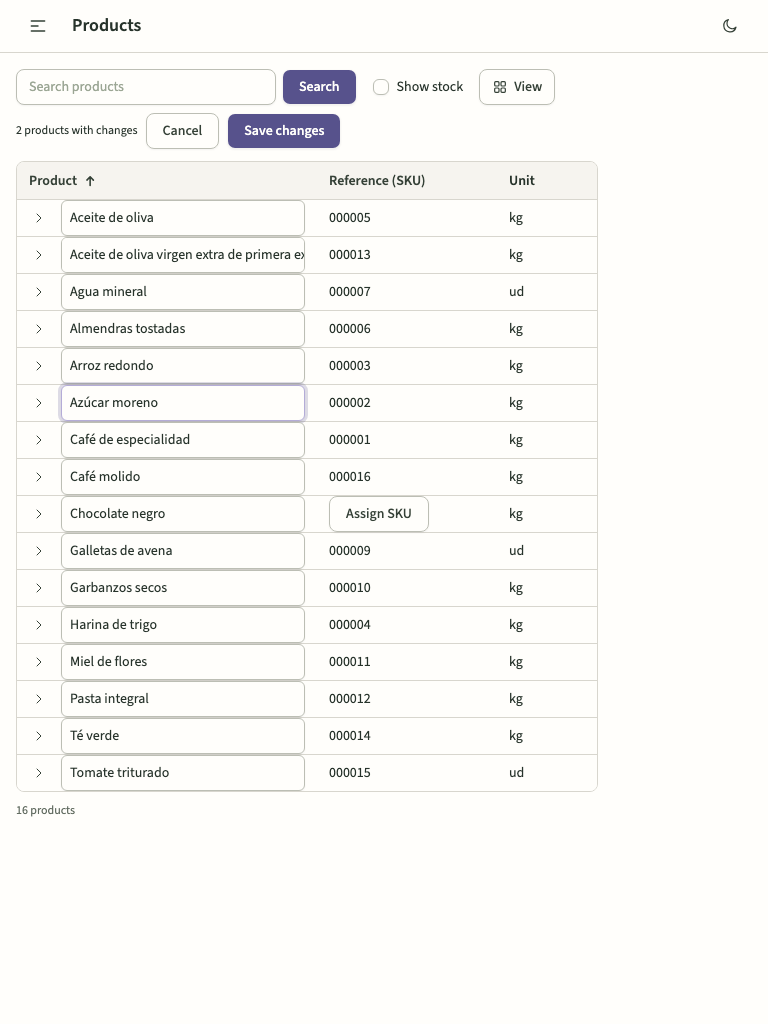 Products
Search products Search Show stock View
2 products with changes Cancel Save changes
Product Reference (SKU) Unit
Aceite de oliva 000005 kg
Aceite de oliva virgen extra de primera ex 000013 kg
Agua mineral 000007 ud
Almendras tostadas 000006 kg
Arroz redondo 000003 kg
Azúcar moreno 000002 kg
Café de especialidad 000001 kg
Café molido 000016 kg
Chocolate negro Assign SKU kg
Galletas de avena 000009 ud
Garbanzos secos 000010 kg
Harina de trigo 000004 kg
Miel de flores 000011 kg
Pasta integral 000012 kg
Té verde 000014 kg
Tomate triturado 000015 ud
16 products